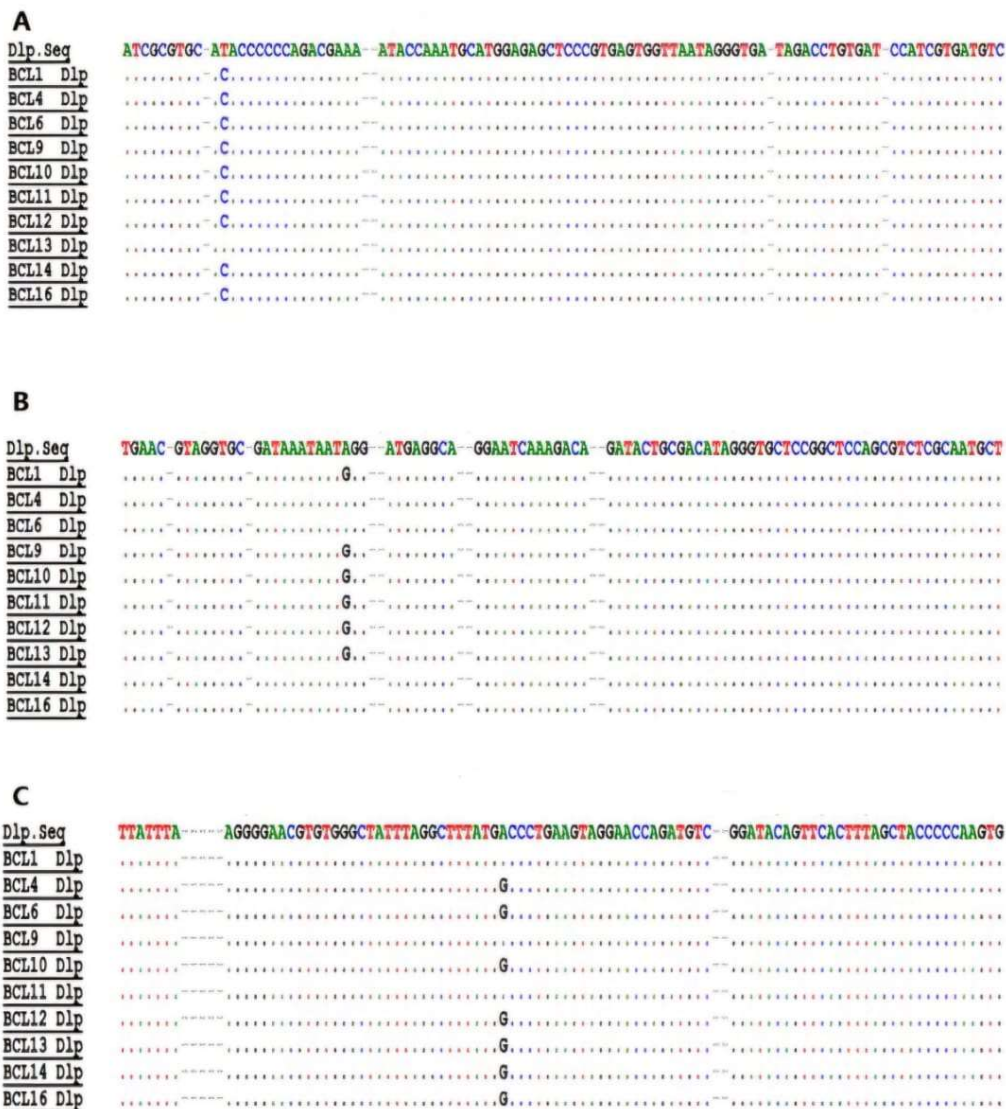 A
Dlp.Seq ATCGCGTGC-ATACCCCCCAGACGAAA--ATACCAAATGCATGGAGAGCTCCCGTGAGTGGTTAATAGGGTGA-TAGACCTGTGAT-CCATCGTGATGTC
BCL1 Dlp C
BCL4 Dlp C
BCL6 Dlp C
BCL9 Dlp C
BCL10 Dlp C
BCL11 Dlp C
BCL12 Dlp C
BCL13 Dlp
BCL14 Dlp C
BCL16 Dlp C
B
Dlp.Seq TGAAC-GTAGGTGC-GATAAATAATAGG--ATGAGGCA--GGAATCAAAGACA--GATACTGCGACATAGGGTGCTCCGGCTCCAGCGTCTCGCAATGCT
BCL1 Dlp G
BCL4 Dlp
BCL6 Dlp
BCL9 Dlp G
BCL10 Dlp G
BCL11 Dlp G
BCL12 Dlp G
BCL13 Dlp G
BCL14 Dlp
BCL16 Dlp
C
Dlp.Seq TTATTTA-----AGGGGAACGTGTGGGCTATTTAGGCTTTATGACCCTGAAGTAGGAACCAGATGTC--GGATACAGTTCACTTTAGCTACCCCCAAGTG
BCL1 Dlp
BCL4 Dlp G
BCL6 Dlp G
BCL9 Dlp
BCL10 Dlp G
BCL11 Dlp
BCL12 Dlp G
BCL13 Dlp G
BCL14 Dlp G
BCL16 Dlp G